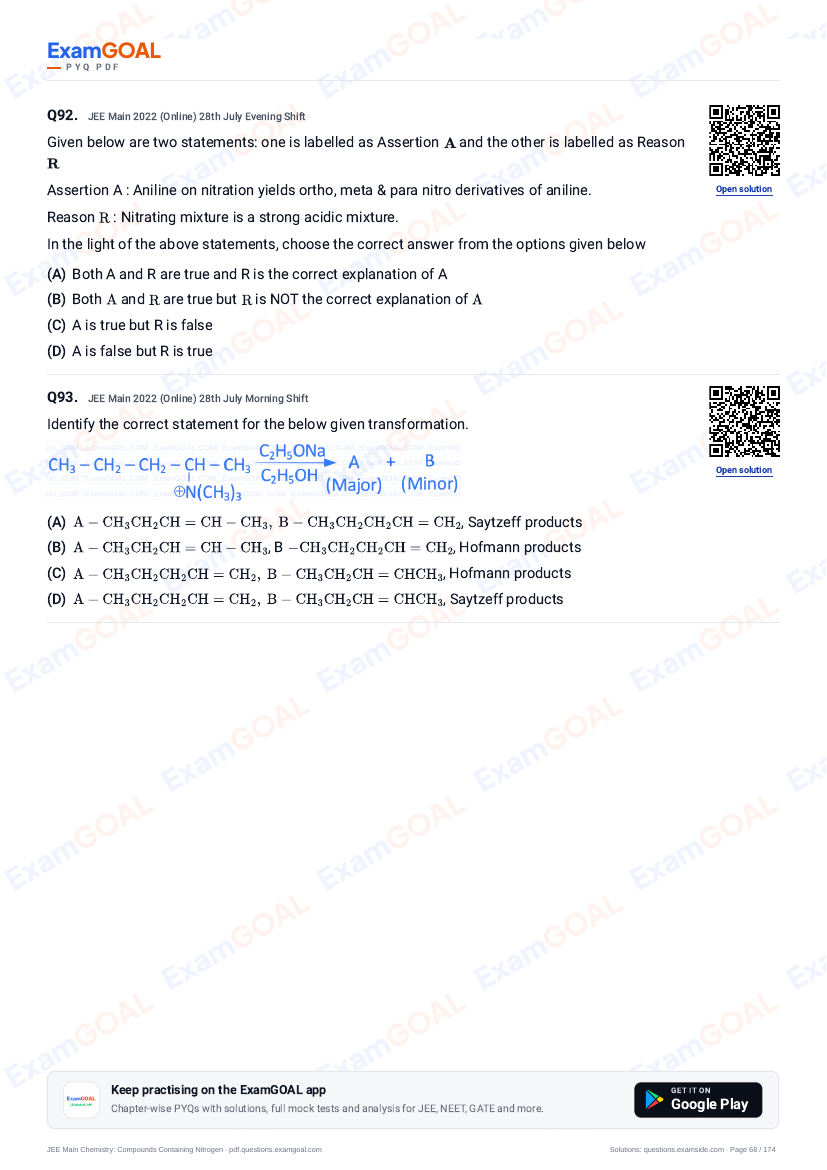 ExamGOAL
PYQ PDF
Q92. JEE Main 2022 (Online) 28th July Evening Shift
Given below are two statements: one is labelled as Assertion A and the other is labelled as Reason
R
Open solution
Assertion A : Aniline on nitration yields ortho, meta & para nitro derivatives of aniline.
Reason R : Nitrating mixture is a strong acidic mixture.
In the light of the above statements, choose the correct answer from the options given below
(A) Both A and R are true and R is the correct explanation of A
(B) Both A and R are true but R is NOT the correct explanation of A
(C) A is true but R is false
(D) A is false but R is true
Q93. JEE Main 2022 (Online) 28th July Morning Shift
Identify the correct statement for the below given transformation.
Open solution
CH₃ – CH₂ – CH₂ – CH – CH₃ C₂H₅ONa C₂H₅OH A + B
⊕N(CH₃)₃ (Major) (Minor)
(A) A − CH₃CH₂CH = CH − CH₃, B − CH₃CH₂CH₂CH = CH₂, Saytzeff products
(B) A − CH₃CH₂CH = CH − CH₃, B −CH₃CH₂CH₂CH = CH₂, Hofmann products
(C) A − CH₃CH₂CH₂CH = CH₂, B − CH₃CH₂CH = CHCH₃, Hofmann products
(D) A − CH₃CH₂CH₂CH = CH₂, B − CH₃CH₂CH = CHCH₃, Saytzeff products
Keep practising on the ExamGOAL app
Chapter-wise PYQs with solutions, full mock tests and analysis for JEE, NEET, GATE and more.
GET IT ON
Google Play
JEE Main Chemistry: Compounds Containing Nitrogen · pdf.questions.examgoal.com
Solutions: questions.examside.com · Page 68 / 174